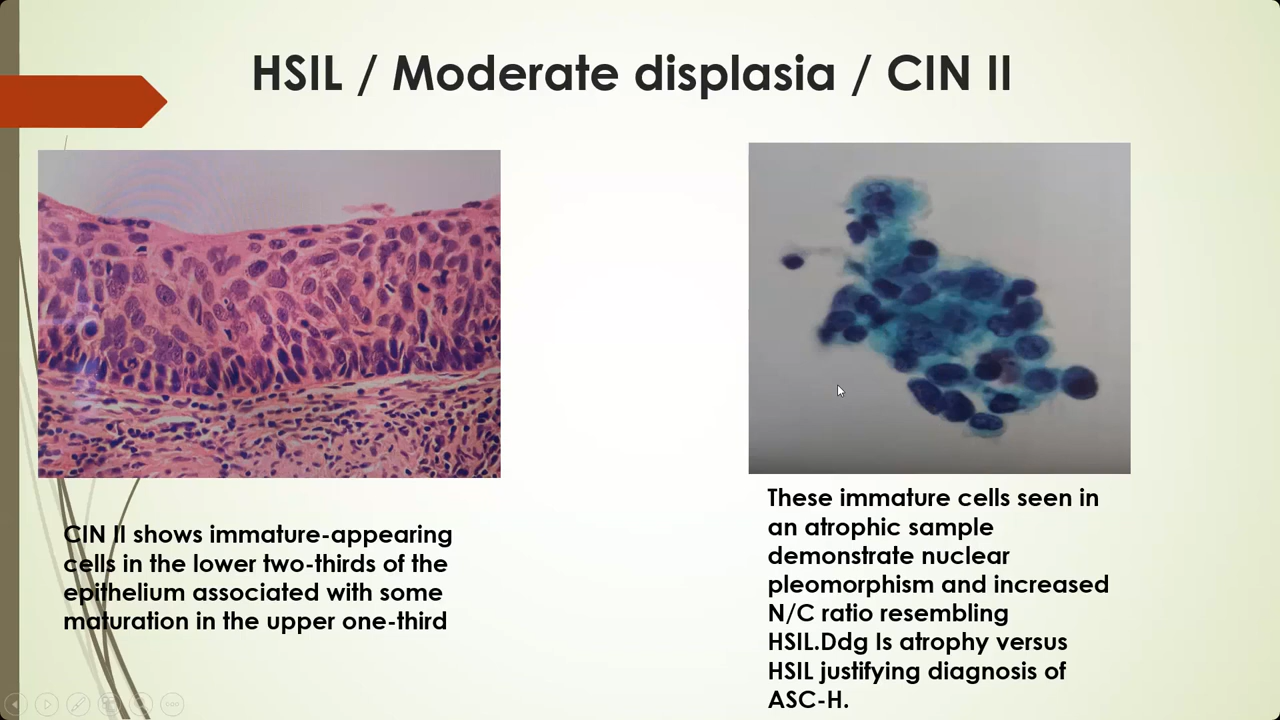 HSIL / Moderate displasia / CIN II
CIN II shows immature-appearing
cells in the lower two-thirds of the
epithelium associated with some
maturation in the upper one-third
These immature cells seen in
an atrophic sample
demonstrate nuclear
pleomorphism and increased
N/C ratio resembling
HSIL.Ddg Is atrophy versus
HSIL justifying diagnosis of
ASC-H.